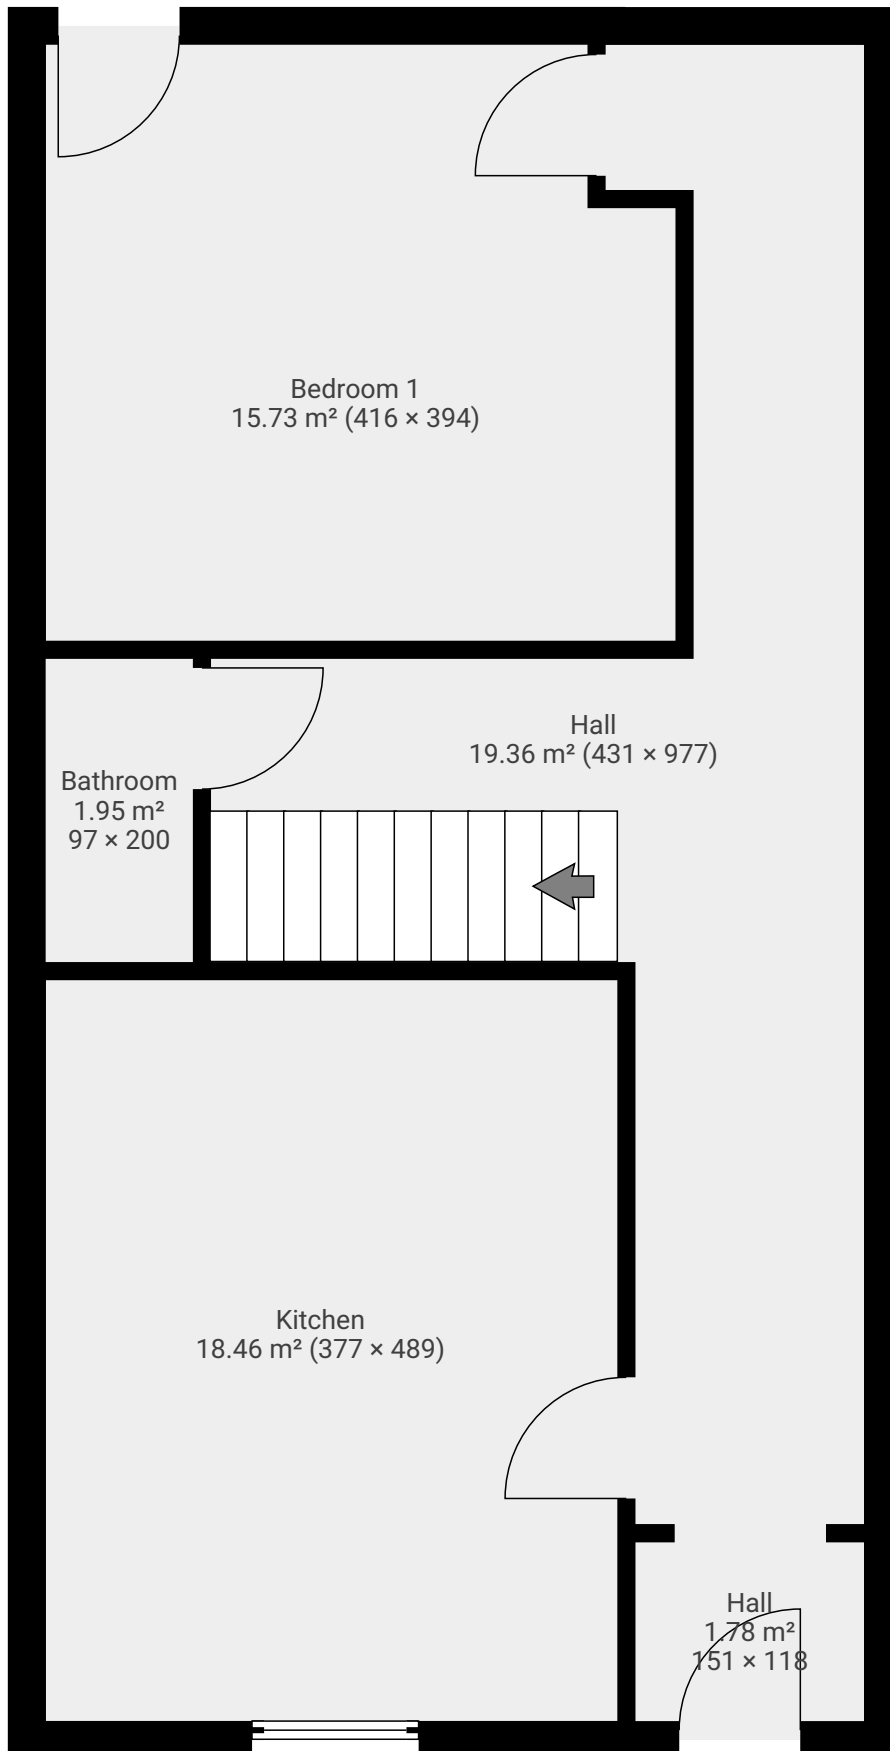 Bedroom 1
15.73 m² (416 × 394)
Hall
19.36 m² (431 × 977)
Bathroom
1.95 m²
97 × 200
Kitchen
18.46 m² (377 × 489)
Hall
1.78 m²
151 × 118